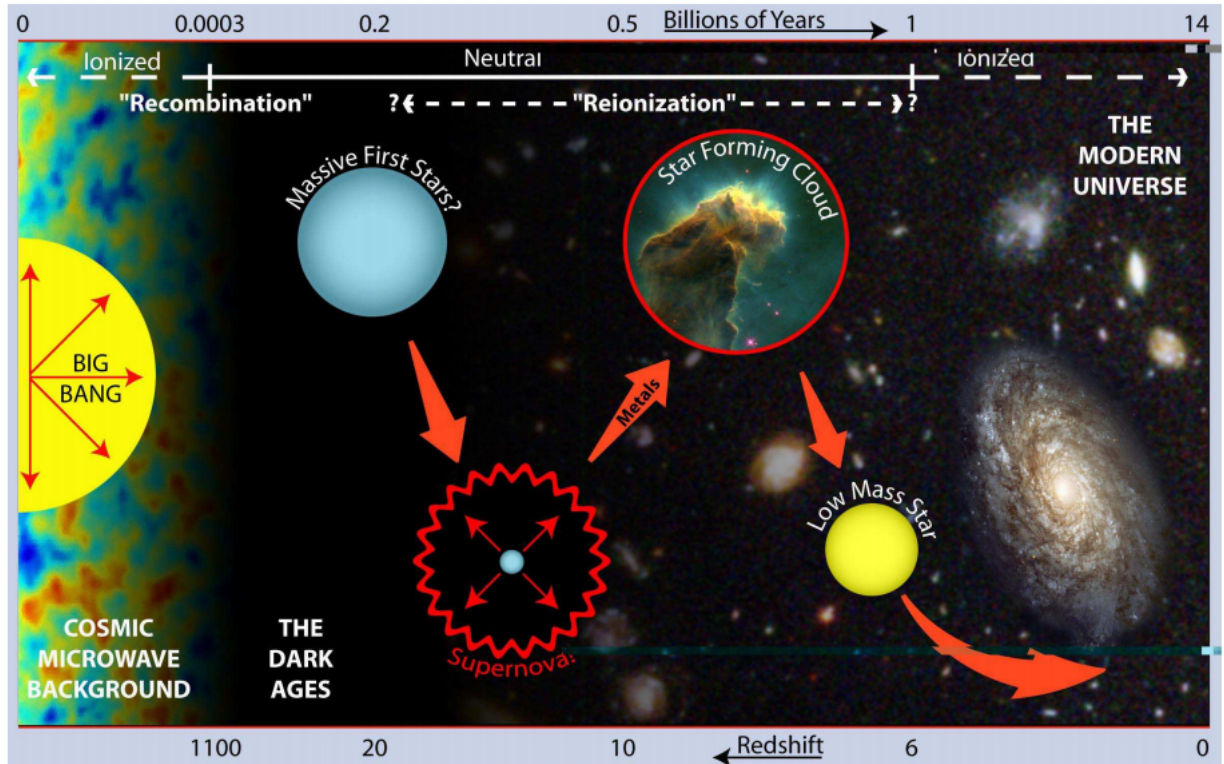 0 0.0003 0.2 0.5 Billions of Years 1 14
Ionized Neutral Ionized
"Recombination" ? "Reionization" ?
THE
MODERN
UNIVERSE
Massive First Stars?
Star Forming Cloud
BIG
BANG
Metals
Low Mass Star
Supernova?
COSMIC
MICROWAVE
BACKGROUND
THE
DARK
AGES
1100 20 10 Redshift 6 0